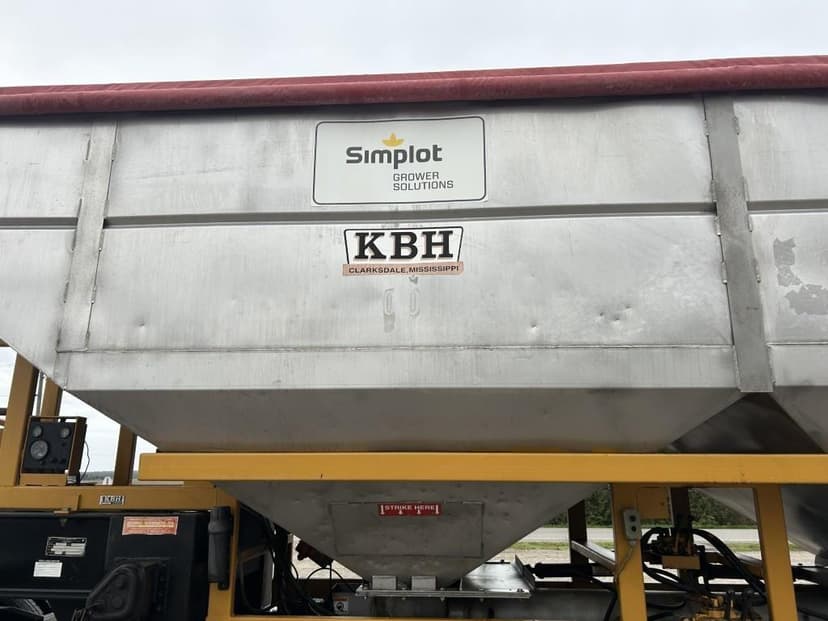 Simplot
GROWER
SOLUTIONS
KBH
CLARKSDALE, MISSISSIPPI
STRIKE HERE
KBH